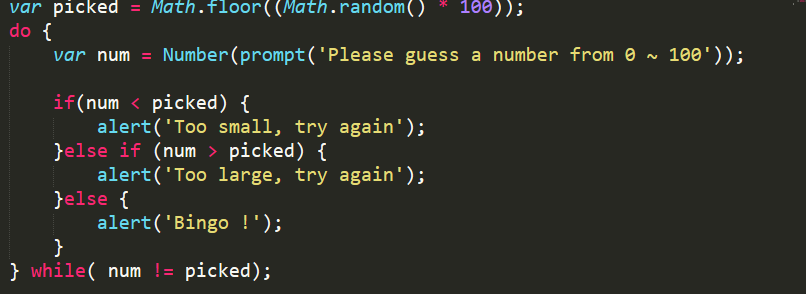 var picked = Math.floor((Math.random() * 100));
do {
    var num = Number(prompt('Please guess a number from 0 ~ 100'));

    if(num < picked) {
        alert('Too small, try again');
    }else if (num > picked) {
        alert('Too large, try again');
    }else {
        alert('Bingo !');
    }
} while( num != picked);